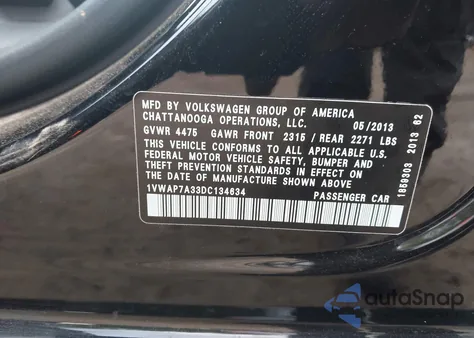 MFD BY VOLKSWAGEN GROUP OF AMERICA
CHATTANOOGA OPERATIONS, LLC. 05/2013
GVWR 4475 GAWR FRONT 2315 / REAR 2271 LBS
THIS VEHICLE CONFORMS TO ALL APPLICABLE U.S.
FEDERAL MOTOR VEHICLE SAFETY, BUMPER AND
THEFT PREVENTION STANDARDS IN EFFECT ON
THE DATE OF MANUFACTURE SHOWN ABOVE
1VWAP7A33DC134634 PASSENGER CAR
1869303 2013 62
autoSnap